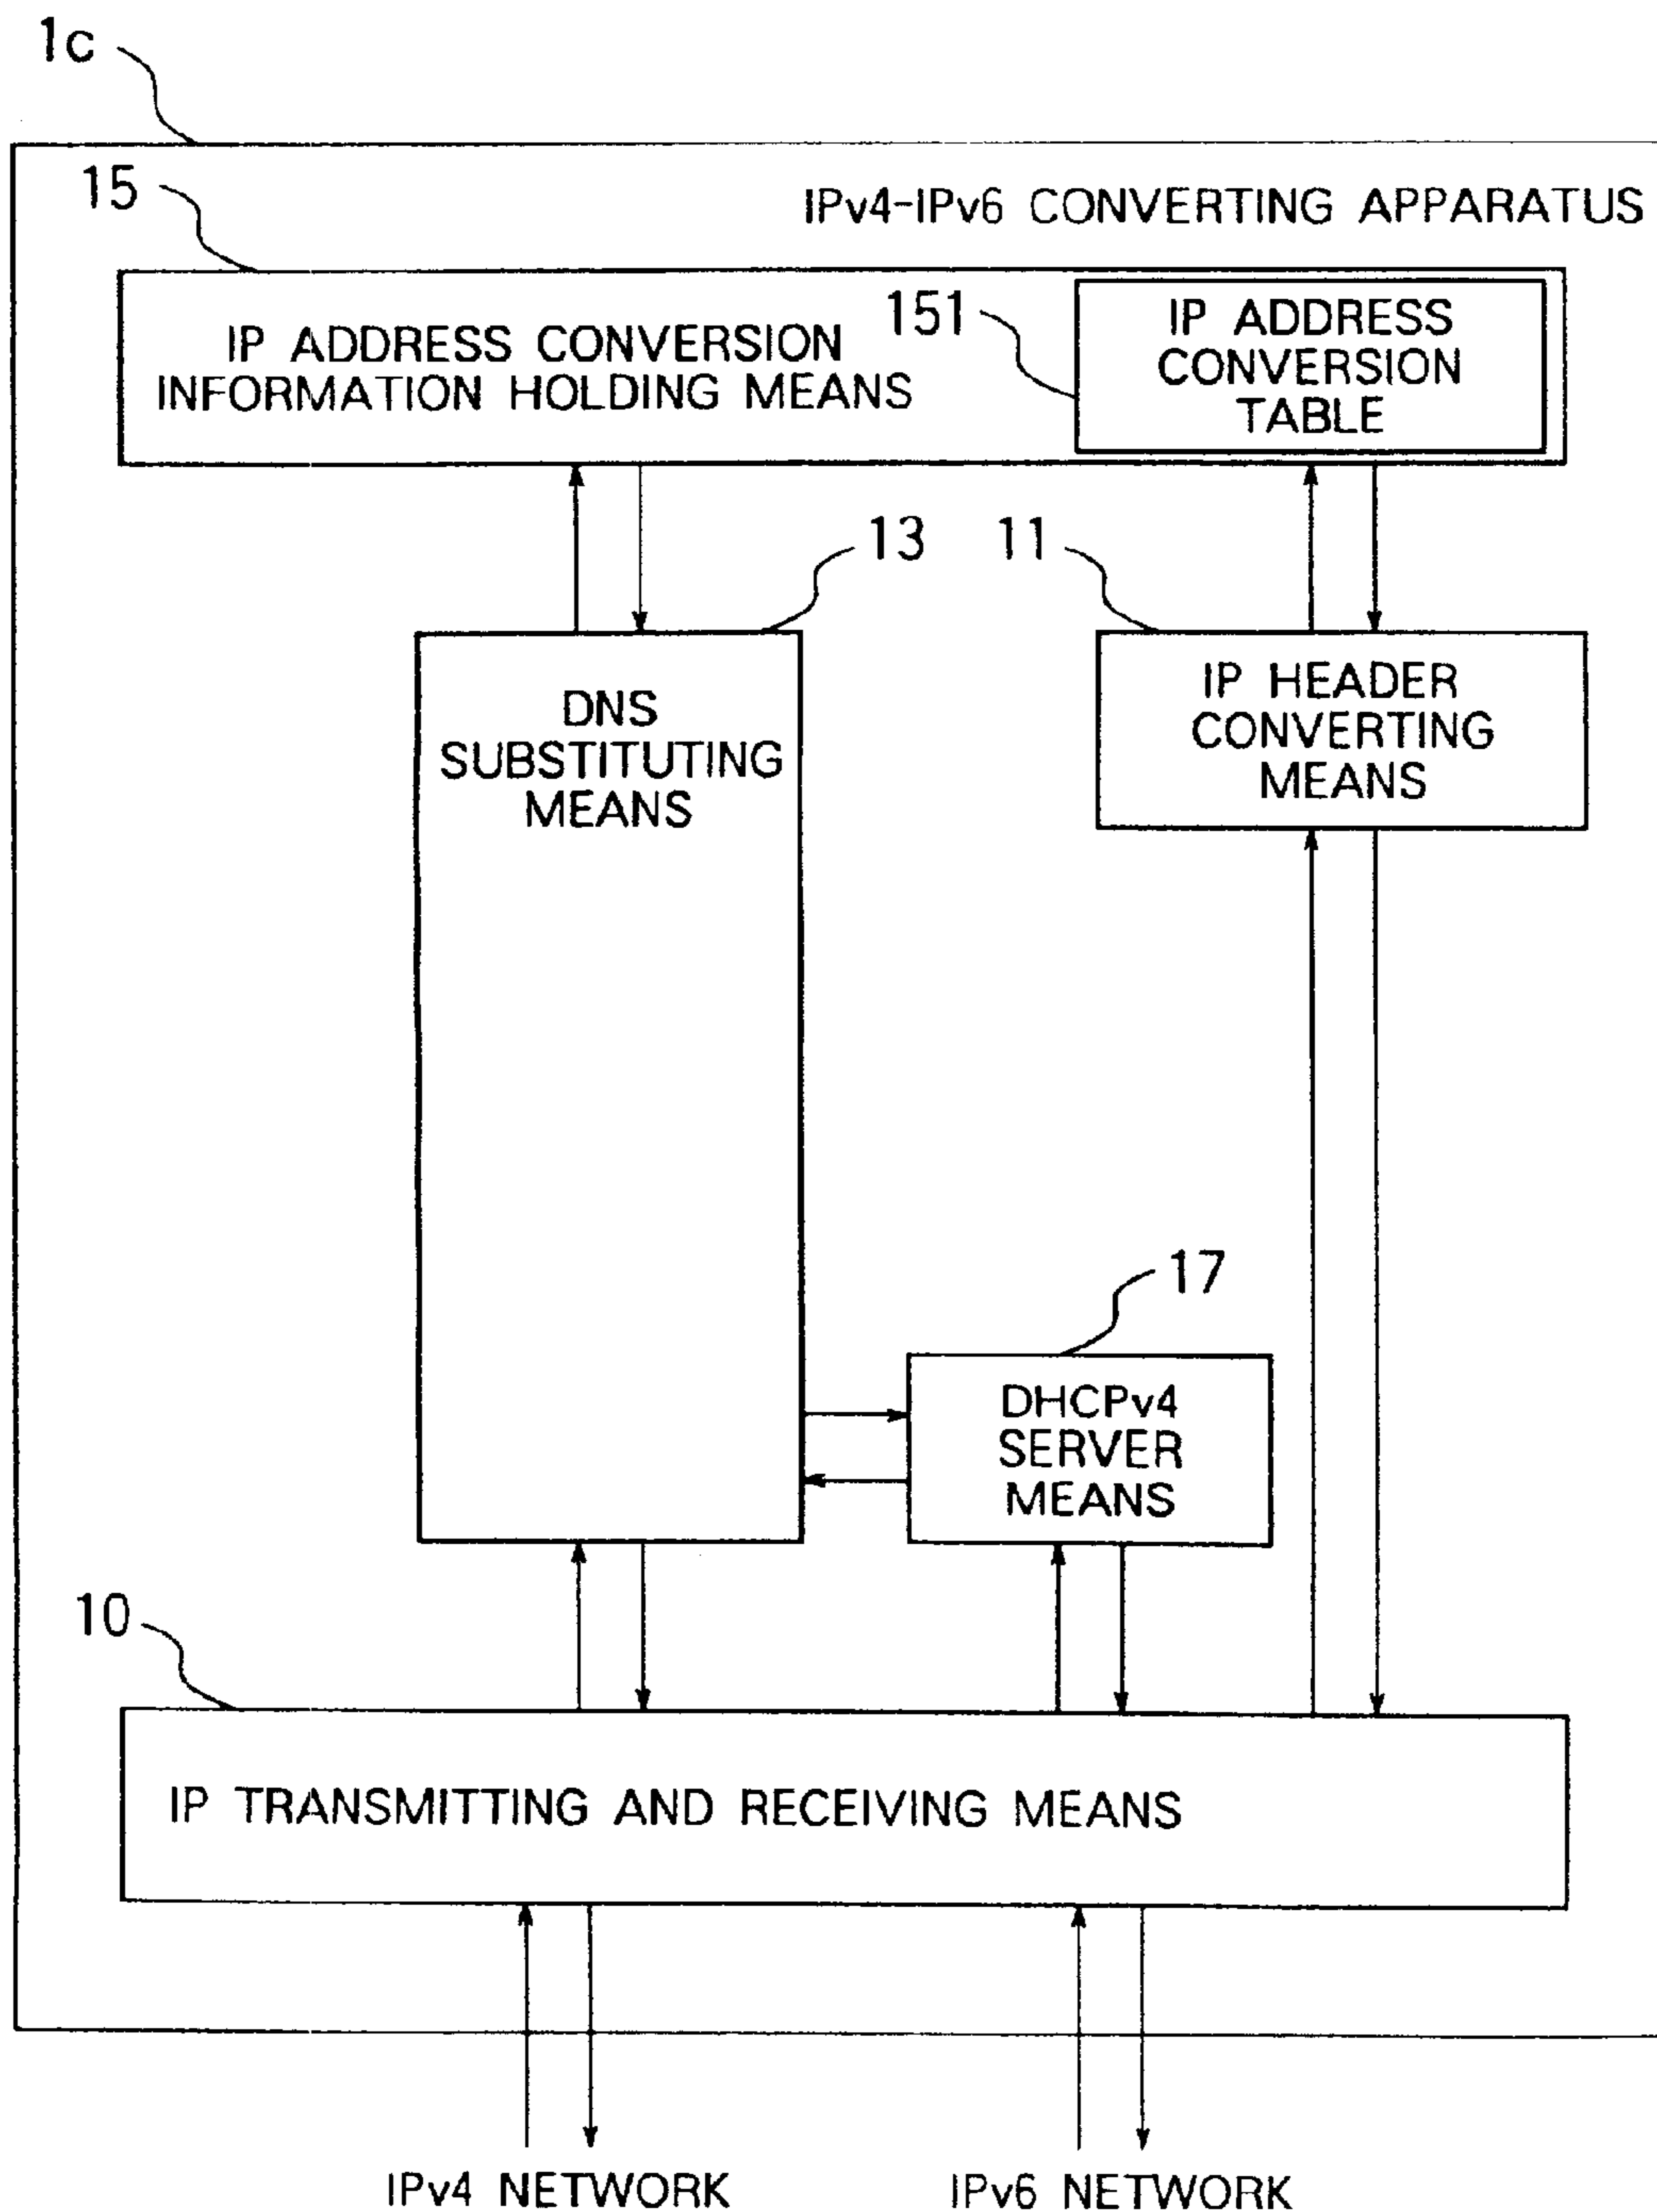 1c
15
IPv4-IPv6 CONVERTING APPARATUS
IP ADDRESS CONVERSION
INFORMATION HOLDING MEANS
151
IP ADDRESS
CONVERSION
TABLE
13
11
DNS
SUBSTITUTING
MEANS
IP HEADER
CONVERTING
MEANS
17
DHCPv4
SERVER
MEANS
10
IP TRANSMITTING AND RECEIVING MEANS
IPv4 NETWORK
IPv6 NETWORK